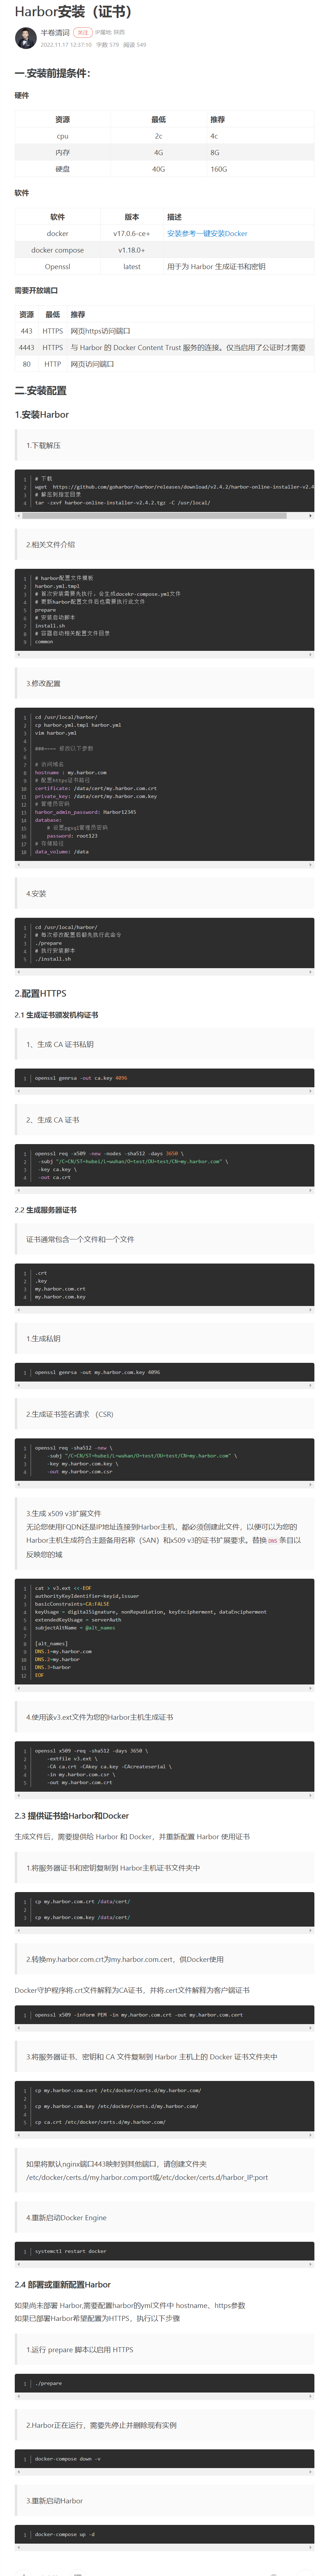 Harbor安装（证书）
半卷清词 关注 IP属地: 陕西
2022.11.17 12:37:10 字数 579 阅读 549
一.安装前提条件：
硬件
资源 最低 推荐
cpu 2c 4c
内存 4G 8G
硬盘 40G 160G
软件
软件 版本 描述
docker v17.0.6-ce+ 安装参考一键安装Docker
docker compose v1.18.0+
Openssl latest 用于为 Harbor 生成证书和密钥
需要开放端口
资源 最低 推荐
443 HTTPS 网页https访问端口
4443 HTTPS 与 Harbor 的 Docker Content Trust 服务的连接。仅当启用了公证时才需要
80 HTTP 网页访问端口
二.安装配置
1.安装Harbor
1.下载解压
1 # 下载
2 wget https://github.com/goharbor/harbor/releases/download/v2.4.2/harbor-online-installer-v2.4
3 # 解压到指定目录
4 tar -zxvf harbor-online-installer-v2.4.2.tgz -C /usr/local/
2.相关文件介绍
1 # harbor配置文件模板
2 harbor.yml.tmpl
3 # 首次安装需要先执行，会生成docekr-compose.yml文件
4 # 更新harbor配置文件后也需要执行此文件
5 prepare
6 # 安装启动脚本
7 install.sh
8 # 容器启动相关配置文件目录
9 common
3.修改配置
1 cd /usr/local/harbor/
2 cp harbor.yml.tmpl harbor.yml
3 vim harbor.yml
4
5 ###---- 修改以下参数
6
7 # 访问域名
8 hostname : my.harbor.com
9 # 配置https证书路径
10 certificate: /data/cert/my.harbor.com.crt
11 private_key: /data/cert/my.harbor.com.key
12 # 管理员密码
13 harbor_admin_password: Harbor12345
14 database:
15 # 设置pgsql管理员密码
16 password: root123
17 # 存储路径
18 data_volume: /data
4.安装
1 cd /usr/local/harbor/
2 # 每次修改配置后都先执行此命令
3 ./prepare
4 # 执行安装脚本
5 ./install.sh
2.配置HTTPS
2.1 生成证书颁发机构证书
1、生成 CA 证书私钥
1 openssl genrsa -out ca.key 4096
2、生成 CA 证书
1 openssl req -x509 -new -nodes -sha512 -days 3650 \
2 -subj "/C=CN/ST=hubei/L=wuhan/O=test/OU=test/CN=my.harbor.com" \
3 -key ca.key \
4 -out ca.crt
2.2 生成服务器证书
证书通常包含一个文件和一个文件
1 .crt
2 .key
3 my.harbor.com.crt
4 my.harbor.com.key
1.生成私钥
1 openssl genrsa -out my.harbor.com.key 4096
2.生成证书签名请求 （CSR)
1 openssl req -sha512 -new \
2 -subj "/C=CN/ST=hubei/L=wuhan/O=test/OU=test/CN=my.harbor.com" \
3 -key my.harbor.com.key \
4 -out my.harbor.com.csr
3.生成 x509 v3扩展文件
无论您使用FQDN还是IP地址连接到Harbor主机，都必须创建此文件，以便可以为您的
Harbor主机生成符合主题备用名称（SAN）和x509 v3的证书扩展要求。替换 DNS 条目以
反映您的域
1 cat > v3.ext <<-EOF
2 authorityKeyIdentifier=keyid,issuer
3 basicConstraints=CA:FALSE
4 keyUsage = digitalSignature, nonRepudiation, keyEncipherment, dataEncipherment
5 extendedKeyUsage = serverAuth
6 subjectAltName = @alt_names
7
8 [alt_names]
9 DNS.1=my.harbor.com
10 DNS.2=my.harbor
11 DNS.3=harbor
12 EOF
4.使用该v3.ext文件为您的Harbor主机生成证书
1 openssl x509 -req -sha512 -days 3650 \
2 -extfile v3.ext \
3 -CA ca.crt -CAkey ca.key -CAcreateserial \
4 -in my.harbor.com.csr \
5 -out my.harbor.com.crt
2.3 提供证书给Harbor和Docker
生成文件后，需要提供给 Harbor 和 Docker，并重新配置 Harbor 使用证书
1.将服务器证书和密钥复制到 Harbor主机证书文件夹中
1 cp my.harbor.com.crt /data/cert/
2
3 cp my.harbor.com.key /data/cert/
2.转换my.harbor.com.crt为my.harbor.com.cert，供Docker使用
Docker守护程序将.crt文件解释为CA证书，并将.cert文件解释为客户端证书
1 openssl x509 -inform PEM -in my.harbor.com.crt -out my.harbor.com.cert
3.将服务器证书、密钥和 CA 文件复制到 Harbor 主机上的 Docker 证书文件夹中
1 cp my.harbor.com.cert /etc/docker/certs.d/my.harbor.com/
2
3 cp my.harbor.com.key /etc/docker/certs.d/my.harbor.com/
4
5 cp ca.crt /etc/docker/certs.d/my.harbor.com/
如果将默认nginx端口443映射到其他端口，请创建文件夹
/etc/docker/certs.d/my.harbor.com:port或/etc/docker/certs.d/harbor_IP:port
4.重新启动Docker Engine
1 systemctl restart docker
2.4 部署或重新配置Harbor
如果尚未部署 Harbor,需要配置harbor的yml文件中 hostname、https参数
如果已部署Harbor希望配置为HTTPS，执行以下步骤
1.运行 prepare 脚本以启用 HTTPS
1 ./prepare
2.Harbor正在运行，需要先停止并删除现有实例
1 docker-compose down -v
3.重新启动Harbor
1 docker-compose up -d